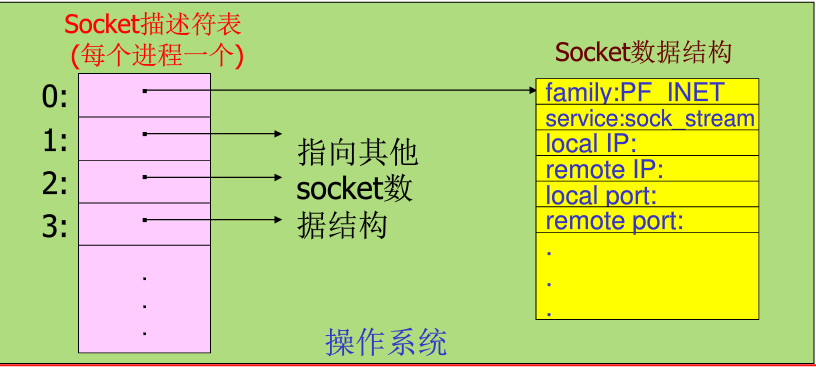 Socket描述符表
(每个进程一个)
Socket数据结构
0:
1:
2:
3:
.
.
.
指向其他
socket数
据结构
family:PF_INET
service:sock_stream
local IP:
remote IP:
local port:
remote port:
.
.
.
操作系统